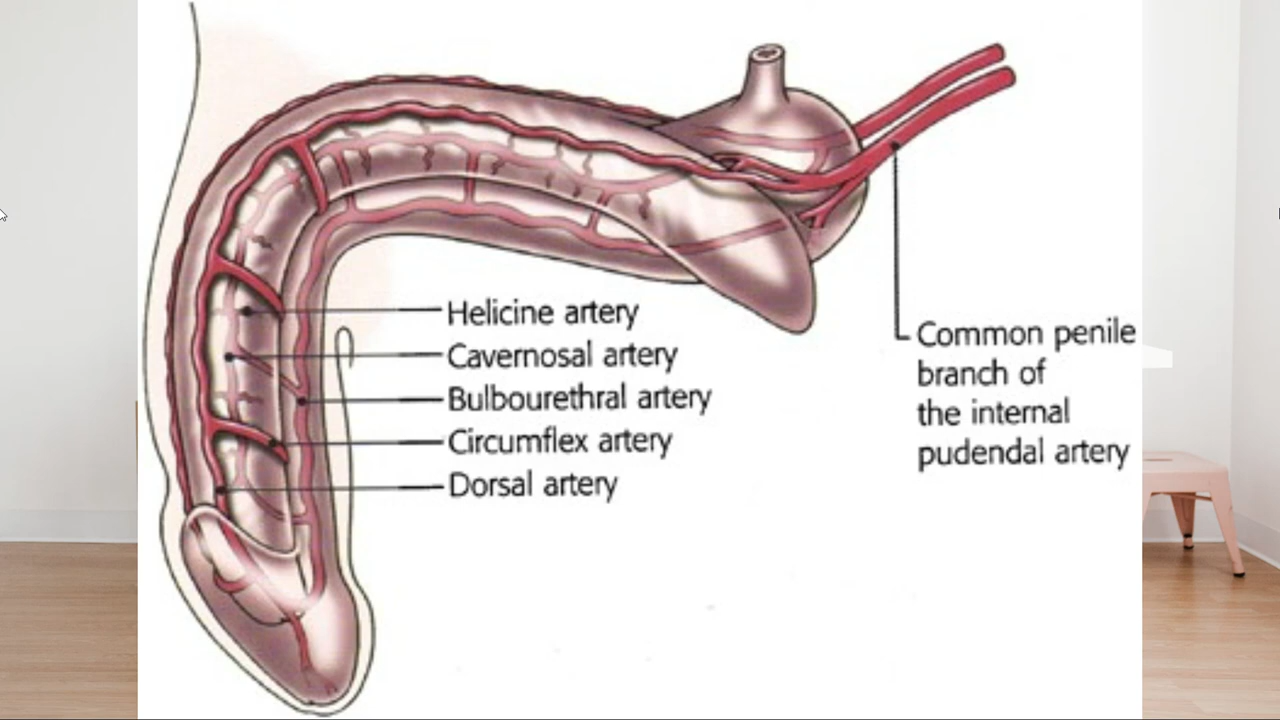 Helicine artery
Cavernosal artery
Bulbourethral artery
Circumflex artery
Dorsal artery
Common penile
branch of
the internal
pudendal artery